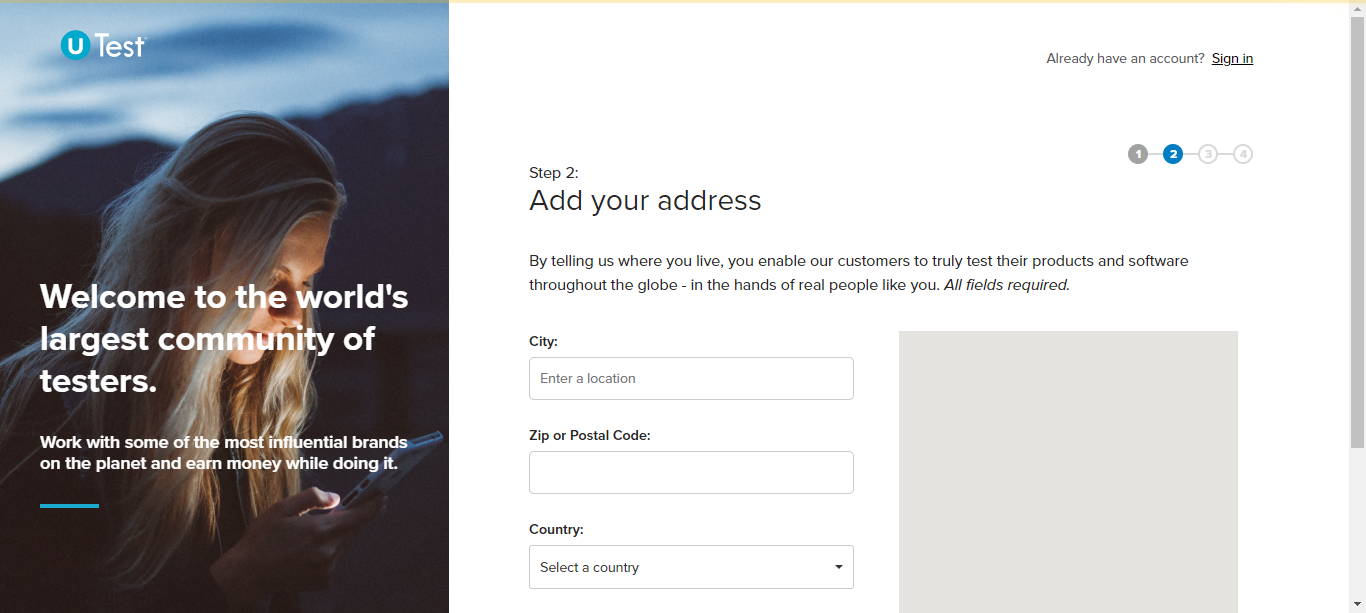 U Test
Already have an account? Sign in
1 2 3 4
Step 2:
Add your address
By telling us where you live, you enable our customers to truly test their products and software
throughout the globe - in the hands of real people like you. All fields required.
Welcome to the world's
largest community of
testers.
Work with some of the most influential brands
on the planet and earn money while doing it.
City:
Enter a location
Zip or Postal Code:
Country:
Select a country